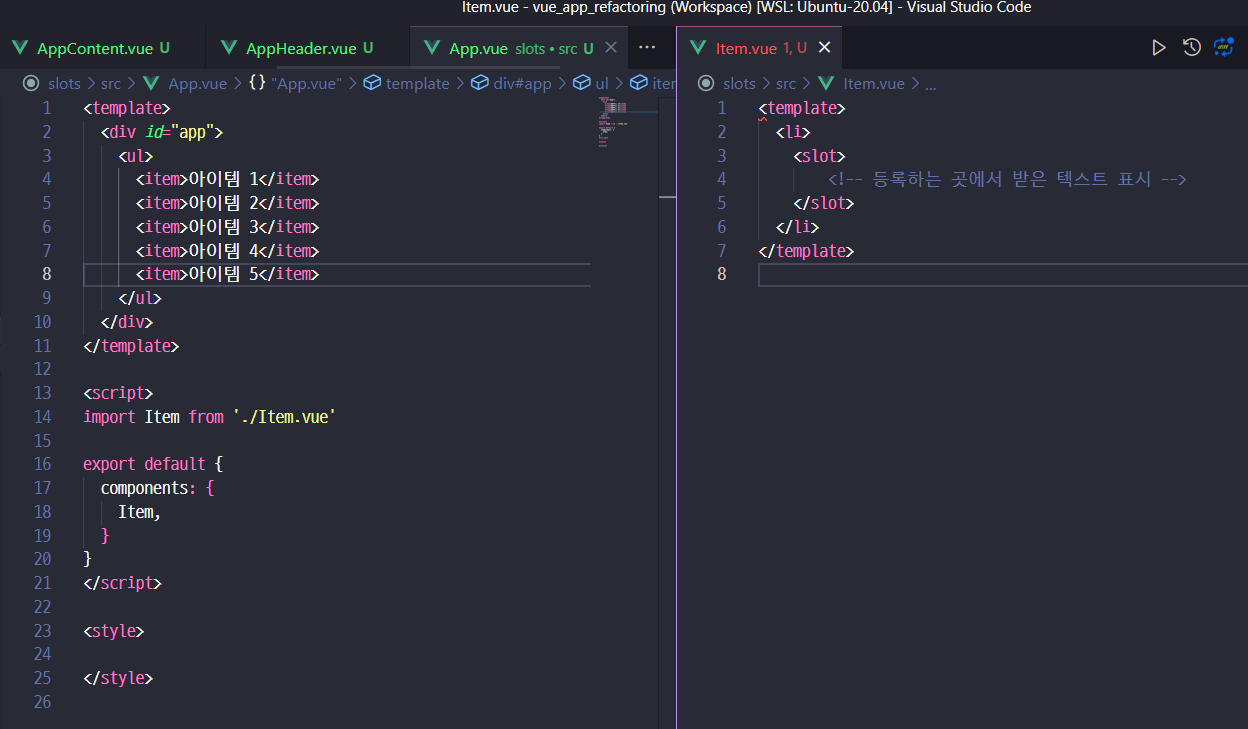 Item.vue - vue_app_refactoring (Workspace) [WSL: Ubuntu-20.04] - Visual Studio Code
AppContent.vue U
AppHeader.vue U
App.vue slots • src U
slots > src > App.vue > {} "App.vue" > template > div#app > ul > iter
1 <template>
2 <div id="app">
3 <ul>
4 <item>아이템 1</item>
5 <item>아이템 2</item>
6 <item>아이템 3</item>
7 <item>아이템 4</item>
8 <item>아이템 5</item>
9 </ul>
10 </div>
11 </template>
12
13 <script>
14 import Item from './Item.vue'
15
16 export default {
17 components: {
18 Item,
19 }
20 }
21 </script>
22
23 <style>
24
25 </style>
26
Item.vue 1, U
slots > src > Item.vue > ...
1 <template>
2 <li>
3 <slot>
4 <!-- 등록하는 곳에서 받은 텍스트 표시 -->
5 </slot>
6 </li>
7 </template>
8